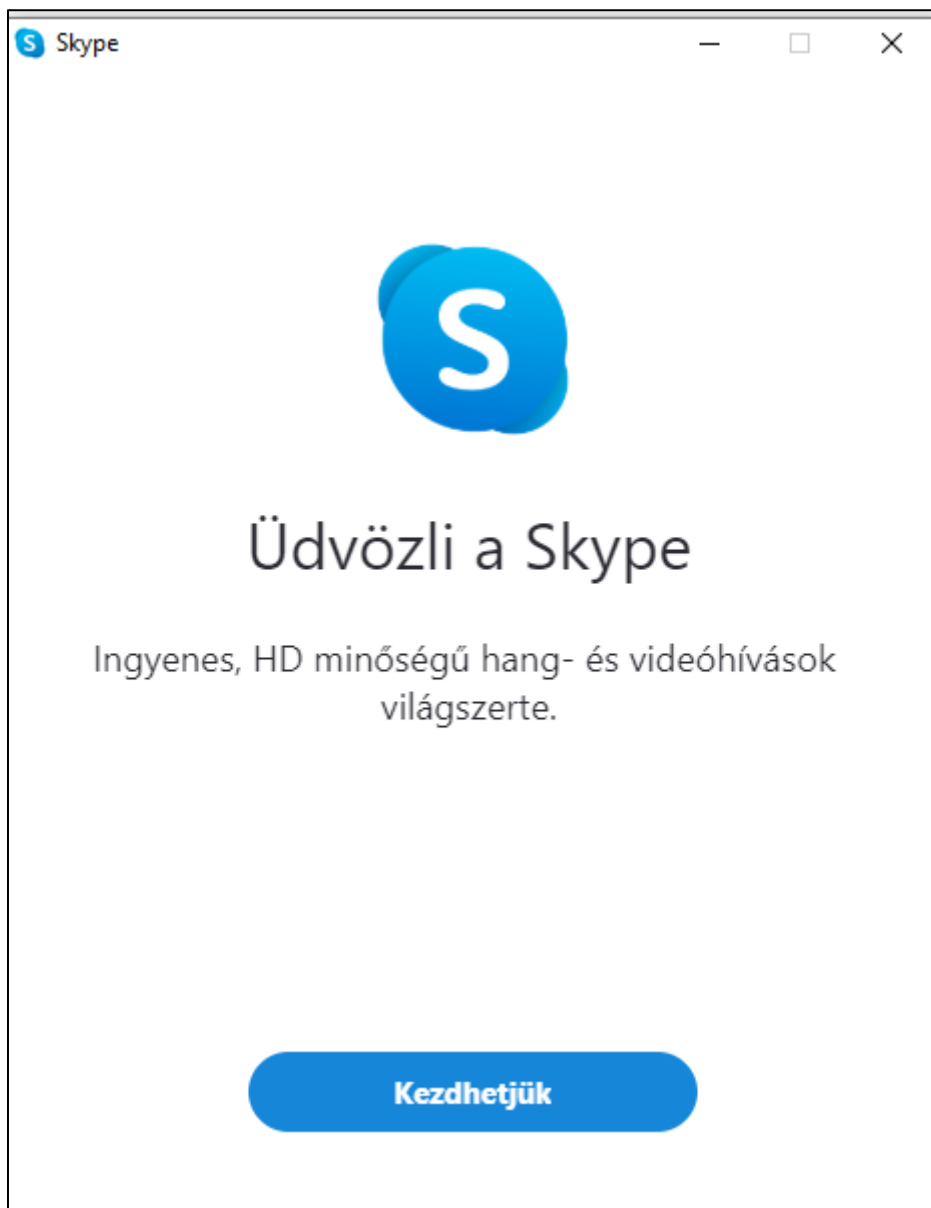 Skype
S
Üdvözli a Skype
Ingyenes, HD minőségű hang- és videóhívások
világszerte.
Kezdhetjük